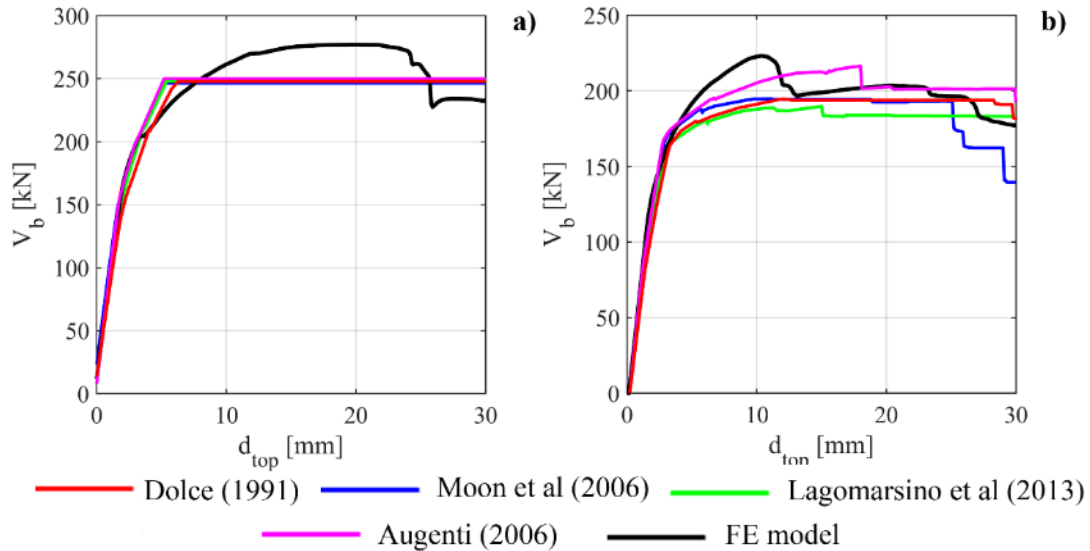 a)
300
250
200
150
100
50
0
V_b [kN]
0 10 20 30
d_top [mm]
b)
250
200
150
100
50
0
V_b [kN]
0 10 20 30
d_top [mm]
Dolce (1991) Moon et al (2006) Lagomarsino et al (2013)
Augenti (2006) FE model